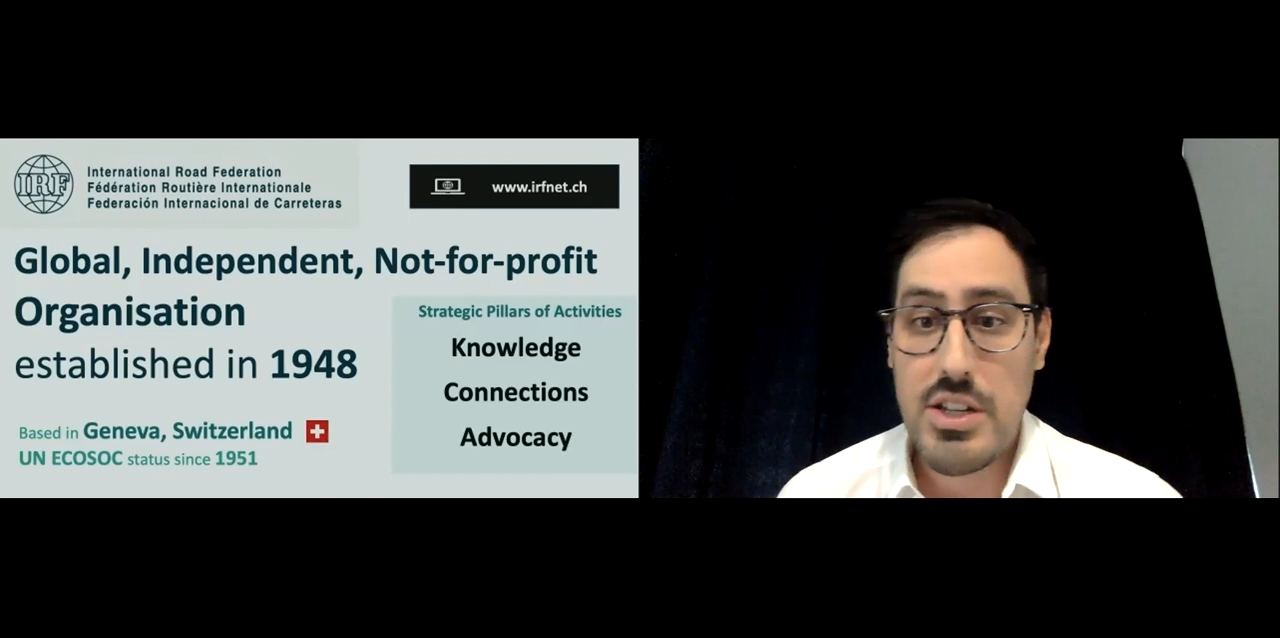 IRF
International Road Federation
Fédération Routière Internationale
Federación Internacional de Carreteras
www.irfnet.ch
Global, Independent, Not-for-profit
Organisation
established in 1948
Based in Geneva, Switzerland
UN ECOSOC status since 1951
Strategic Pillars of Activities
Knowledge
Connections
Advocacy